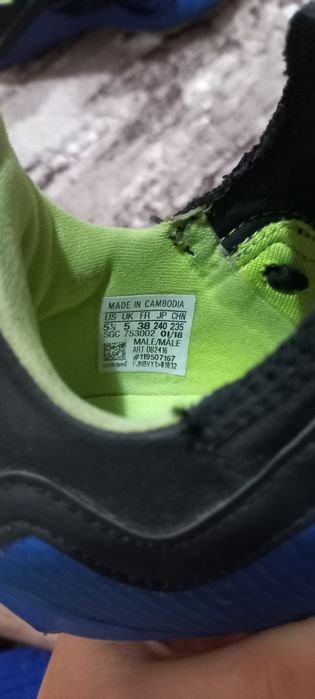 MADE IN CAMBODIA
US UK FR JP CHN
5½ 5 38 240 235
SGC 753002 01/18
MALE/MALE
ART DB2416
#119507167
adidas